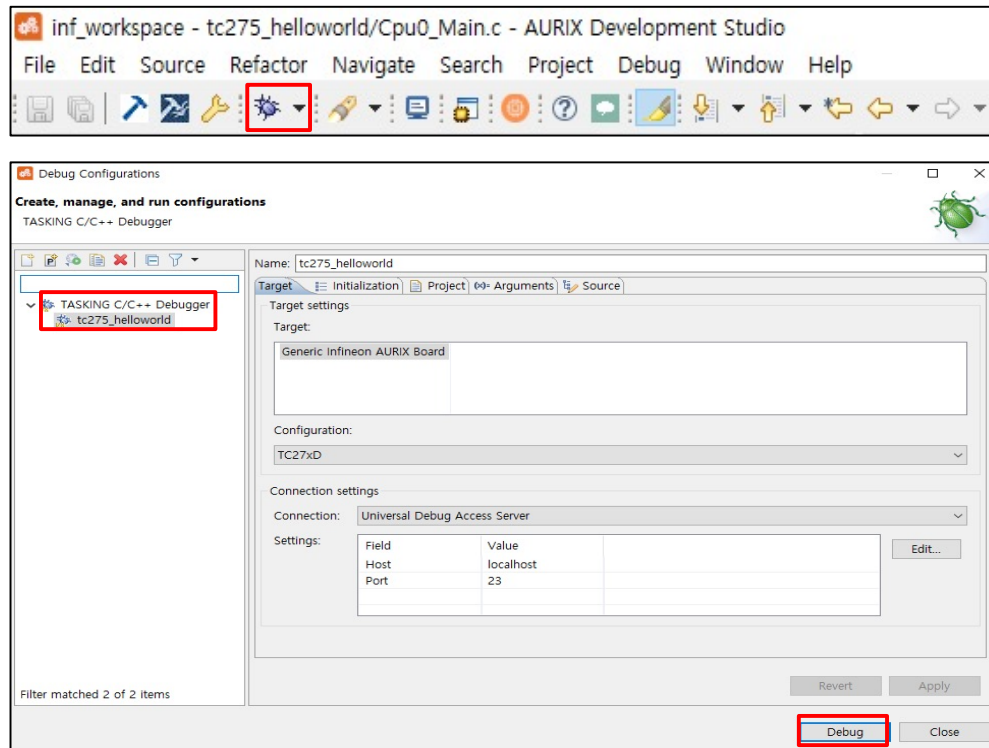 inf_workspace - tc275_helloworld/Cpu0_Main.c - AURIX Development Studio
File Edit Source Refactor Navigate Search Project Debug Window Help
Debug Configurations
Create, manage, and run configurations
TASKING C/C++ Debugger
Name: tc275_helloworld
Target Initialization Project Arguments Source
TASKING C/C++ Debugger
tc275_helloworld
Target settings
Target:
Generic Infineon AURIX Board
Configuration:
TC27xD
Connection settings
Connection: Universal Debug Access Server
Settings:
Field Value
Host localhost
Port 23
Edit...
Filter matched 2 of 2 items
Revert Apply
Debug Close